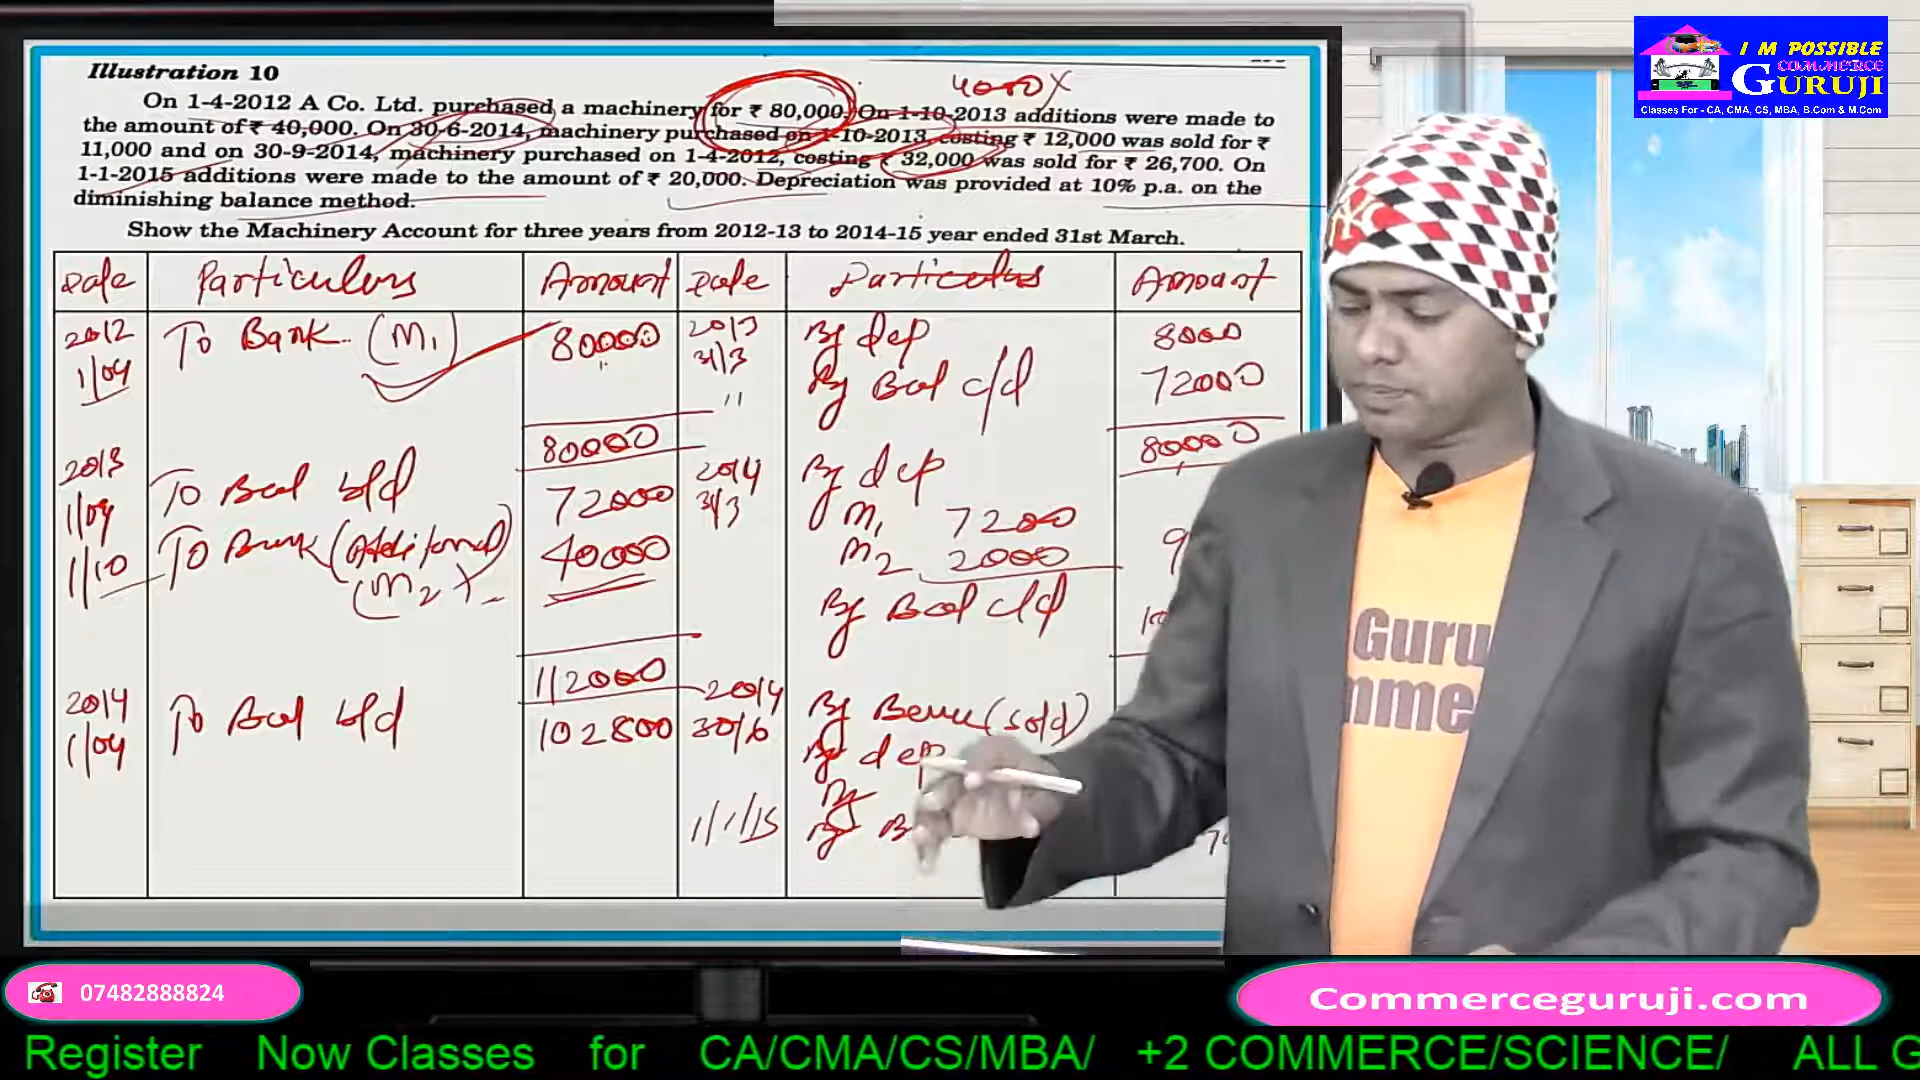 I M POSSIBLE
COMMERCE
GURUJI
Classes For - CA, CMA, CS, MBA, B.Com & M.Com
Illustration 10
4000X
On 1-4-2012 A Co. Ltd. purchased a machinery for ₹ 80,000. On 1-10-2013 additions were made to
the amount of ₹ 40,000. On 30-6-2014, machinery purchased on 1-10-2013, costing ₹ 12,000 was sold for ₹
11,000 and on 30-9-2014, machinery purchased on 1-4-2012, costing ₹ 32,000 was sold for ₹ 26,700. On
1-1-2015 additions were made to the amount of ₹ 20,000. Depreciation was provided at 10% p.a. on the
diminishing balance method.
Show the Machinery Account for three years from 2012-13 to 2014-15 year ended 31st March.
Date Particulars Amount Date Particulars Amount
2012 To Bank (M1) 80000 2013 By dep 8000
1/04 31/3 By Bal c/d 72000
80000 80000
2013 To Bal b/d 72000 2014 By dep
1/04 31/3 M1 7200
1/10 To Bank (Additional) 40000 M2 2000 9
(M2) By Bal c/d 10
112000
2014 To Bal b/d 102800 2014 By (sold)
1/04 30/6 By dep
By
1/1/15 By B
Guru
mme
07482888824
Commerceguruji.com
Register Now Classes for CA/CMA/CS/MBA/ +2 COMMERCE/SCIENCE/ ALL G